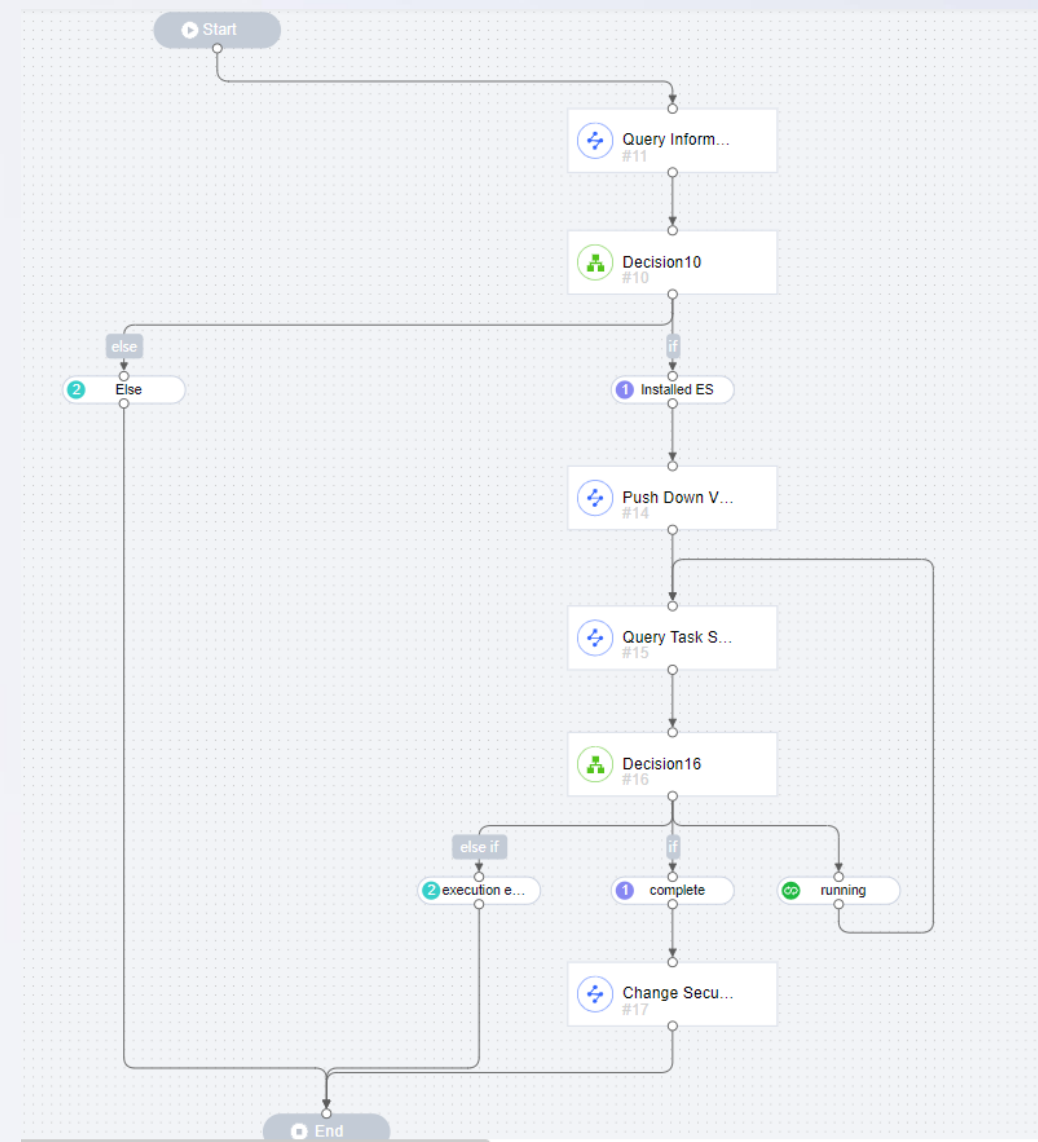 Start
Query Inform...
#11
Decision10
#10
else
if
2 Else
1 Installed ES
Push Down V...
#14
Query Task S...
#15
Decision16
#16
else if
if
2 execution e...
1 complete
running
Change Secu...
#17
End